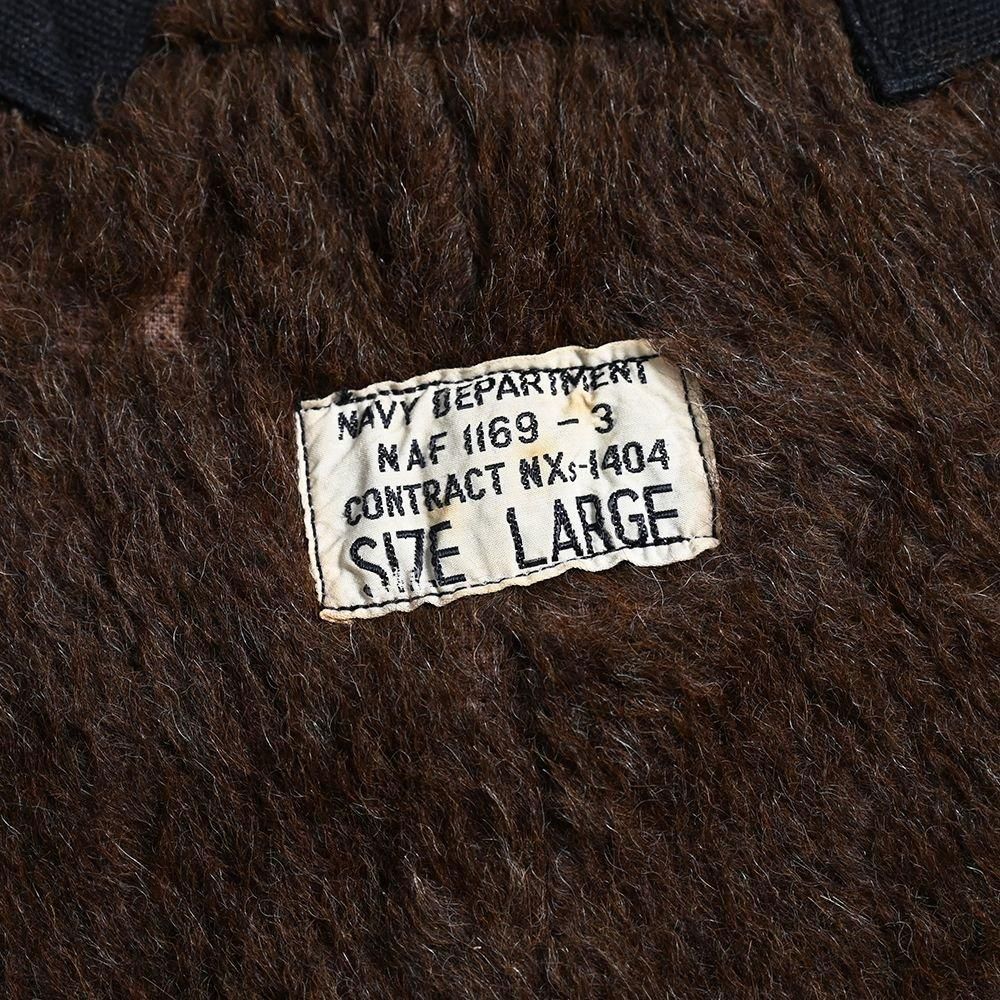 NAVY DEPARTMENT
NAF 1169 - 3
CONTRACT NXs-1404
SIZE LARGE